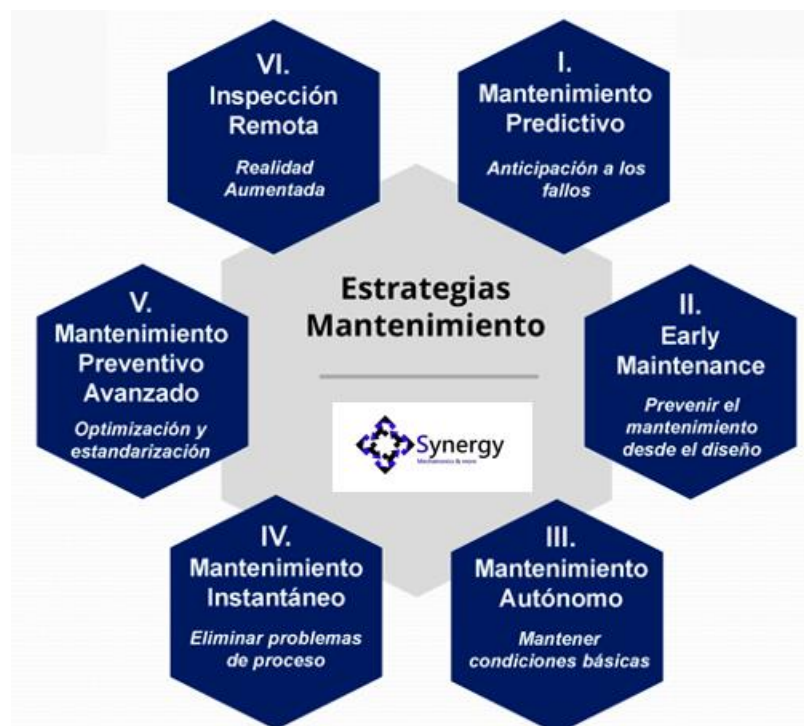 Estrategias
Mantenimiento
Synergy
I.
Mantenimiento
Predictivo
Anticipación a los
fallos
II.
Early
Maintenance
Prevenir el
mantenimiento
desde el diseño
III.
Mantenimiento
Autónomo
Mantener
condiciones básicas
IV.
Mantenimiento
Instantáneo
Eliminar problemas
de proceso
V.
Mantenimiento
Preventivo
Avanzado
Optimización y
estandarización
VI.
Inspección
Remota
Realidad
Aumentada